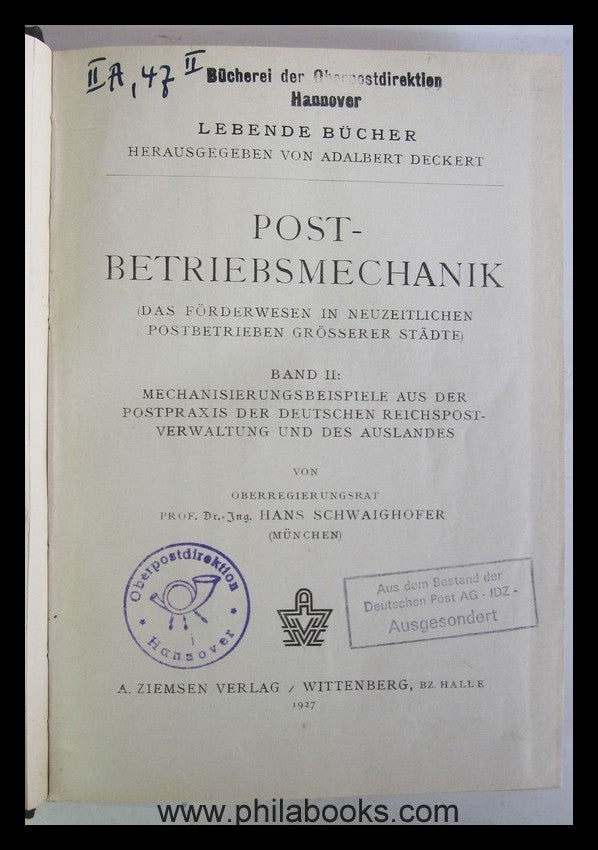 II A, 47 II
Bücherei der Oberpostdirektion
Hannover
LEBENDE BÜCHER
HERAUSGEGEBEN VON ADALBERT DECKERT
POST-
BETRIEBSMECHANIK
(DAS FÖRDERWESEN IN NEUZEITLICHEN
POSTBETRIEBEN GRÖSSERER STÄDTE)
BAND II:
MECHANISIERUNGSBEISPIELE AUS DER
POSTPRAXIS DER DEUTSCHEN REICHSPOST-
VERWALTUNG UND DES AUSLANDES
VON
OBERREGIERUNGSRAT
PROF. Dr.-Ing. HANS SCHWAIGHOFER
(MÜNCHEN)
Oberpostdirektion
Hannover
Aus dem Bestand der
Deutschen Post AG - IDZ -
Ausgesondert
A. ZIEMSEN VERLAG / WITTENBERG, BZ. HALLE
1927
www.philabooks.com